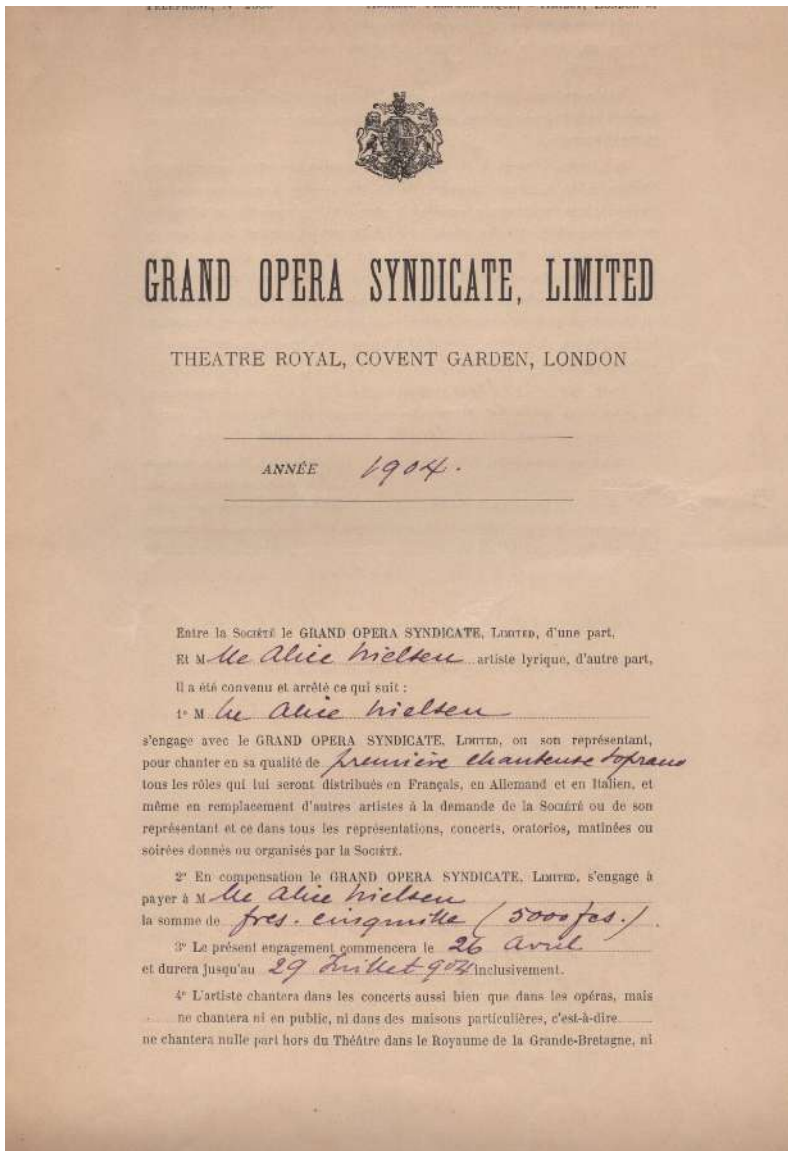 GRAND OPERA SYNDICATE, LIMITED
THEATRE ROYAL, COVENT GARDEN, LONDON
ANNÉE 1904.
Entre la Société le GRAND OPERA SYNDICATE, Limited, d'une part,
Et M lle Alice Nielsen artiste lyrique, d'autre part,
Il a été convenu et arrêté ce qui suit :
1° M lle Alice Nielsen
s'engage avec le GRAND OPERA SYNDICATE, Limited, ou son représentant,
pour chanter en sa qualité de première chanteuse soprano
tous les rôles qui lui seront distribués en Français, en Allemand et en Italien, et
même en remplacement d'autres artistes à la demande de la Société ou de son
représentant et ce dans tous les représentations, concerts, oratorios, matinées ou
soirées donnés ou organisés par la Société.
2° En compensation le GRAND OPERA SYNDICATE, Limited, s'engage à
payer à M lle Alice Nielsen
la somme de frcs. cinqmille (5000 fcs.).
3° Le présent engagement commencera le 26 Avril
et durera jusqu'au 29 Juillet 904 inclusivement.
4° L'artiste chantera dans les concerts aussi bien que dans les opéras, mais
ne chantera ni en public, ni dans des maisons particulières, c'est-à-dire
ne chantera nulle part hors du Théâtre dans le Royaume de la Grande-Bretagne, ni